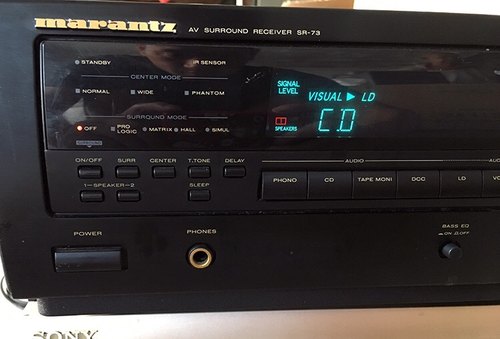 marantz AV SURROUND RECEIVER SR-73
STANDBY IR SENSOR
CENTER MODE
NORMAL WIDE PHANTOM
SURROUND MODE
OFF PRO LOGIC MATRIX HALL SIMUL
SURROUND
SIGNAL LEVEL
VISUAL ► LD
SPEAKERS
CD
ON/OFF SURR CENTER T.TONE DELAY
1-SPEAKER-2 SLEEP
AUDIO
PHONO CD TAPE MONI DCC LD
POWER
PHONES
BASS EQ
ON OFF
SONY